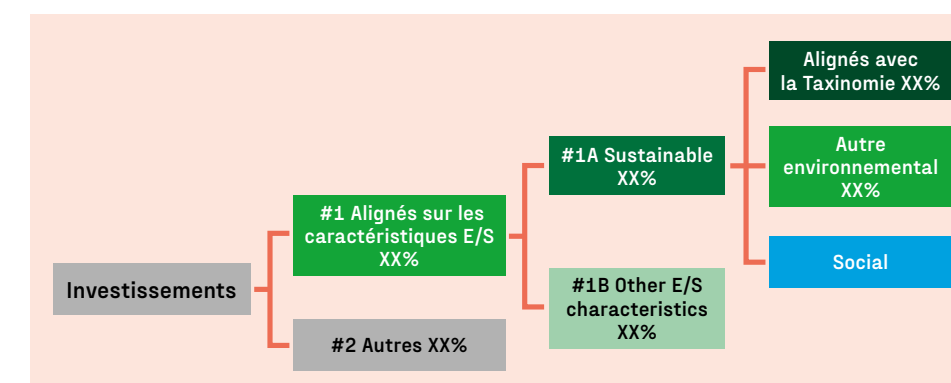 Investissements
#1 Alignés sur les
caractéristiques E/S
XX%
#2 Autres XX%
#1A Sustainable
XX%
#1B Other E/S
characteristics
XX%
Alignés avec
la Taxinomie XX%
Autre
environnemental
XX%
Social